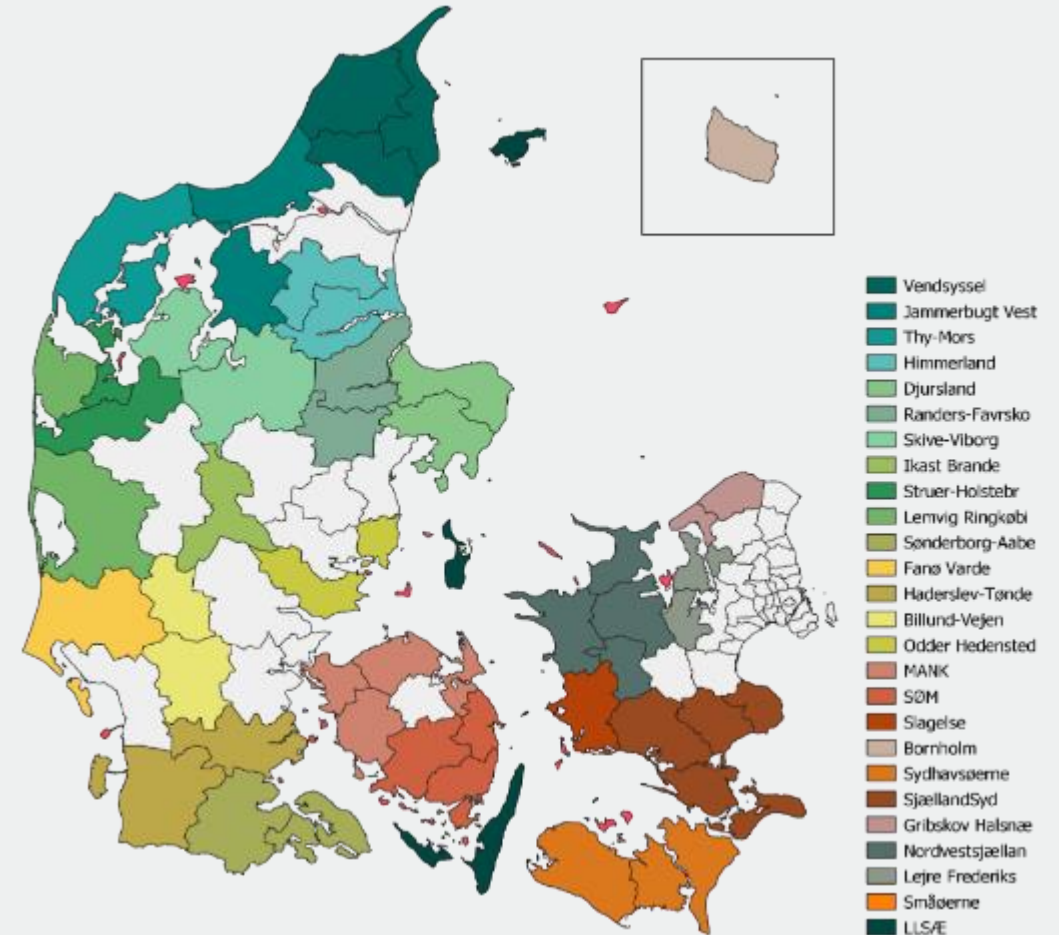 Vendsyssel
Jammerbugt Vest
Thy-Mors
Himmerland
Djursland
Randers-Favrsko
Skive-Viborg
Ikast Brande
Struer-Holstebr
Lemvig Ringkøbi
Sønderborg-Aabe
Fanø Varde
Haderslev-Tønde
Billund-Vejen
Odder Hedensted
MANK
SØM
Slagelse
Bornholm
Sydhavsøerne
SjællandSyd
Gribskov Halsnæ
Nordvestsjællan
Lejre Frederiks
Småøerne
LLSÆ